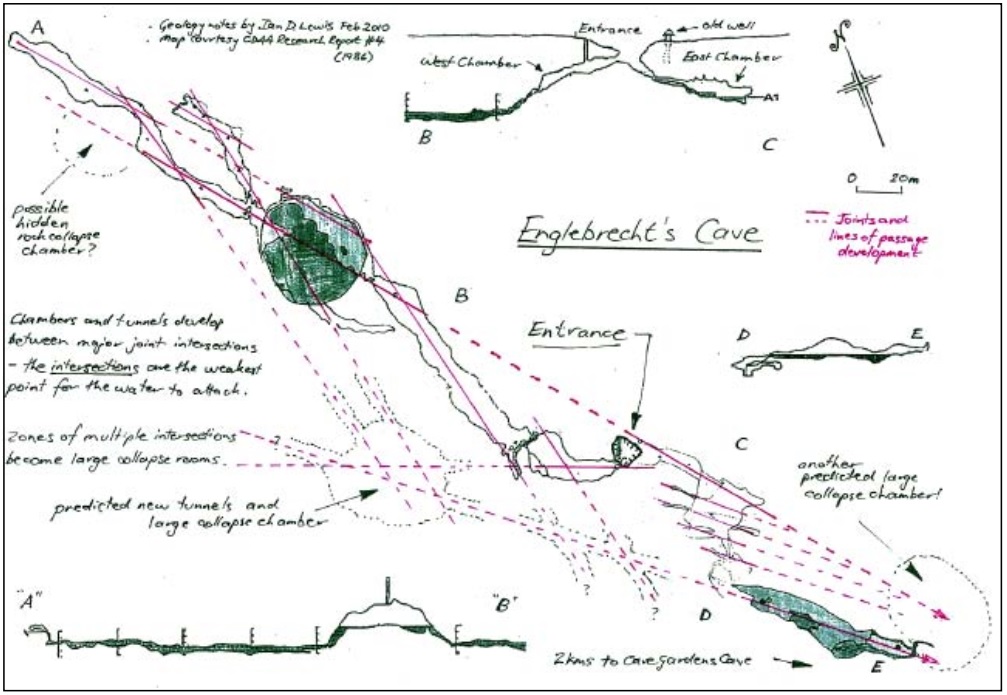 A
. Geology notes by Ian D. Lewis Feb 2010
. Map courtesy CDAA Research Report #4
(1986)
Entrance
old well
West Chamber
East Chamber
A1
B
C
N
0 20m
Joints and
lines of passage
development
possible
hidden
rock collapse
chamber?
Englebrecht's Cave
B
Entrance
D E
Chambers and tunnels develop
between major joint intersections
- the intersections are the weakest
point for the water to attack.
Zones of multiple intersections
become large collapse rooms.
C
another
predicted large
collapse chamber!
predicted new tunnels and
large collapse chamber
?
?
?
"A" "B"
D
E
2kms to Cave Gardens Cave